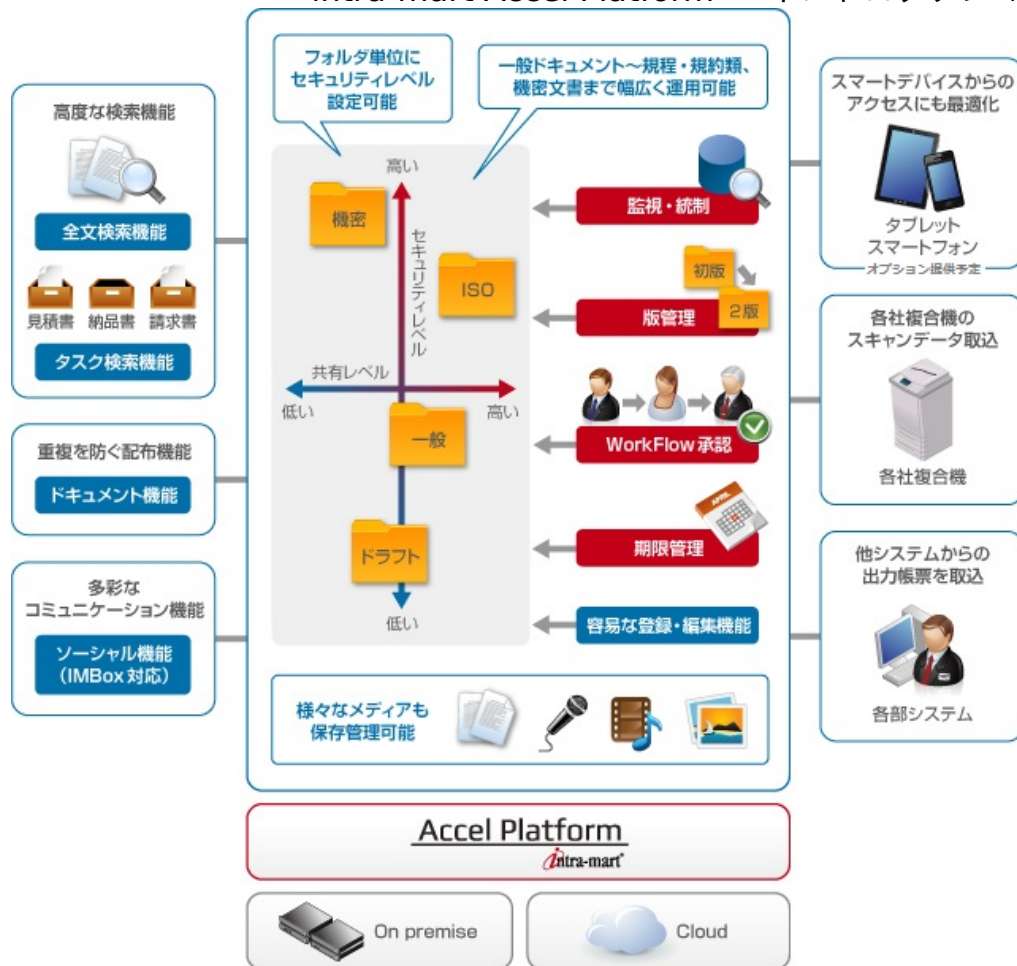 intra-mart Accel Platform
フォルダ単位に
セキュリティレベル
設定可能
一般ドキュメント～規程・規約類、
機密文書まで幅広く運用可能
高度な検索機能
全文検索機能
見積書 納品書 請求書
タスク検索機能
重複を防ぐ配布機能
ドキュメント機能
多彩な
コミュニケーション機能
ソーシャル機能
（IMBox対応）
高い
セキュリティレベル
低い
共有レベル
低い
高い
機密
ISO
一般
ドラフト
監視・統制
初版
2版
版管理
WorkFlow承認
APRIL
期限管理
容易な登録・編集機能
様々なメディアも
保存管理可能
スマートデバイスからの
アクセスにも最適化
タブレット
スマートフォン
オプション提供予定
各社複合機の
スキャンデータ取込
各社複合機
他システムからの
出力帳票を取込
各部システム
Accel Platform
intra-mart
On premise
Cloud